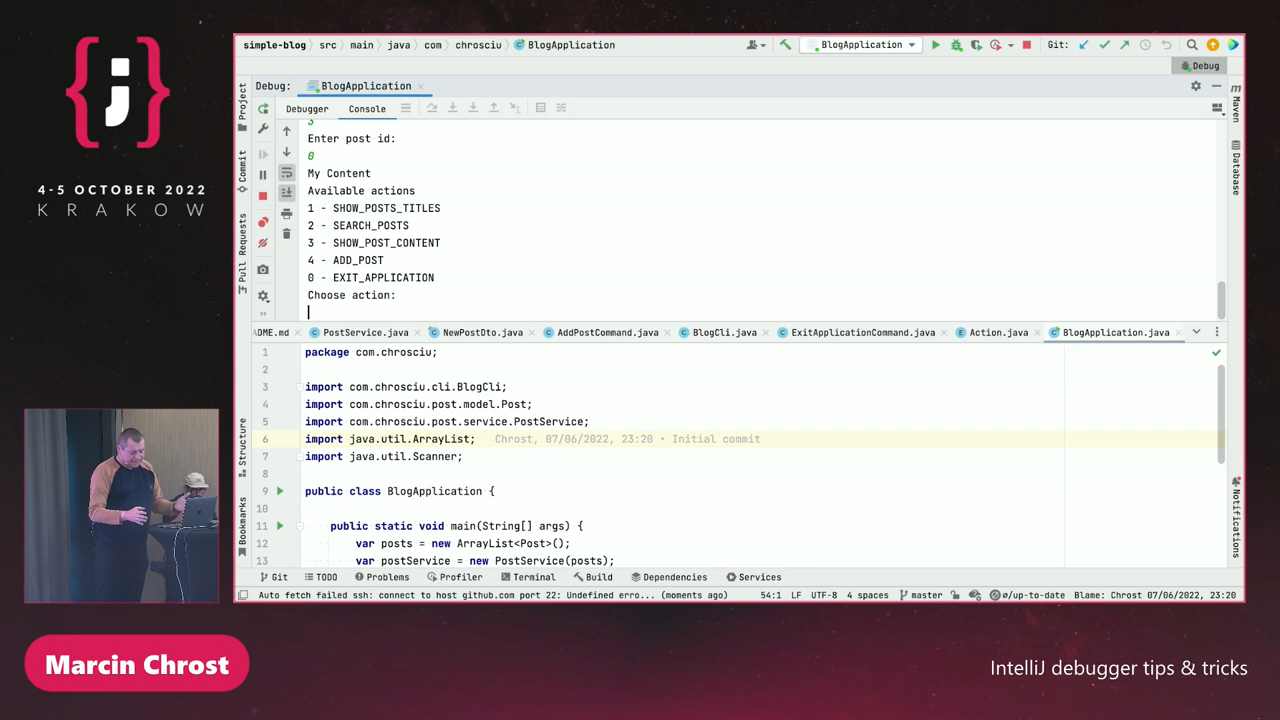 {j}
4-5 OCTOBER 2022
KRAKOW
simple-blog src main java com chrosciu BlogApplication
BlogApplication Git:
Debug
Debug: BlogApplication
Debugger Console
3
Enter post id:
0
My Content
Available actions
1 - SHOW_POSTS_TITLES
2 - SEARCH_POSTS
3 - SHOW_POST_CONTENT
4 - ADD_POST
0 - EXIT_APPLICATION
Choose action:
Project
Commit
Pull Requests
Structure
Bookmarks
Maven
Database
Notifications
ADME.md PostService.java NewPostDto.java AddPostCommand.java BlogCli.java ExitApplicationCommand.java Action.java BlogApplication.java
1 package com.chrosciu;
2
3 import com.chrosciu.cli.BlogCli;
4 import com.chrosciu.post.model.Post;
5 import com.chrosciu.post.service.PostService;
6 import java.util.ArrayList; Chrost, 07/06/2022, 23:20 • Initial commit
7 import java.util.Scanner;
8
9 public class BlogApplication {
10
11 public static void main(String[] args) {
12 var posts = new ArrayList<Post>();
13 var postService = new PostService(posts);
Git TODO Problems Profiler Terminal Build Dependencies Services
Auto fetch failed ssh: connect to host github.com port 22: Undefined erro... (moments ago) 54:1 LF UTF-8 4 spaces master ∅/up-to-date Blame: Chrost 07/06/2022, 23:20
Marcin Chrost
IntelliJ debugger tips & tricks